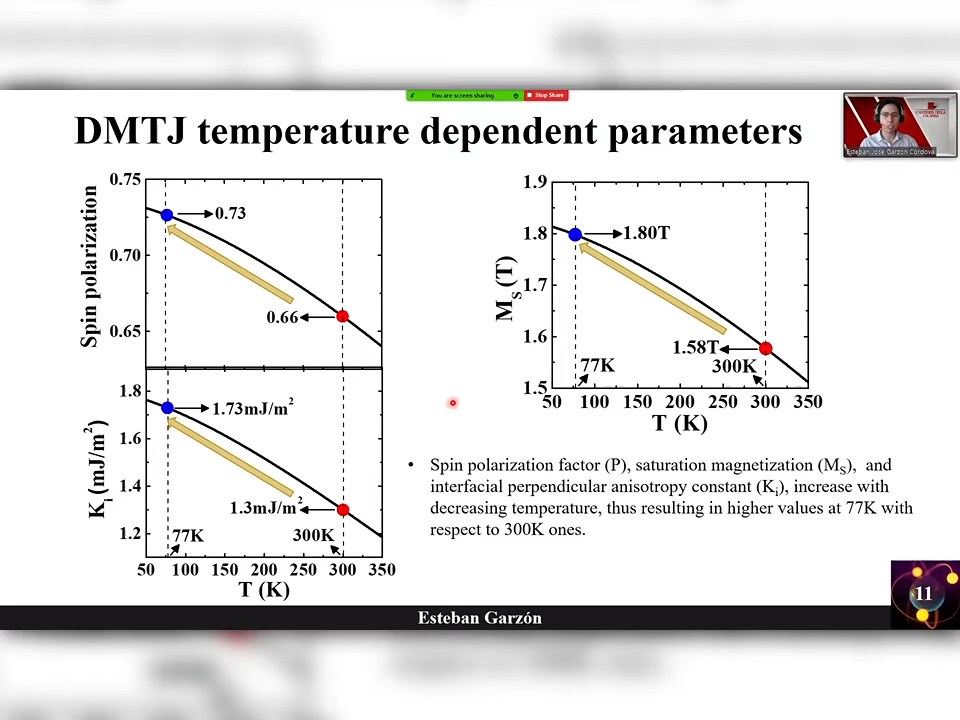 You are screen sharing
Stop Share
DMTJ temperature dependent parameters
Esteban Jose Garzon Cordova
0.75
0.70
0.65
Spin polarization
0.73
0.66
1.8
1.6
1.4
1.2
Ki (mJ/m2)
1.73mJ/m2
1.3mJ/m2
77K
300K
50 100 150 200 250 300 350
T (K)
1.9
1.8
1.7
1.6
1.5
MS(T)
1.80T
1.58T
77K
300K
50 100 150 200 250 300 350
T (K)
• Spin polarization factor (P), saturation magnetization (MS), and
interfacial perpendicular anisotropy constant (Ki), increase with
decreasing temperature, thus resulting in higher values at 77K with
respect to 300K ones.
11
Esteban Garzón